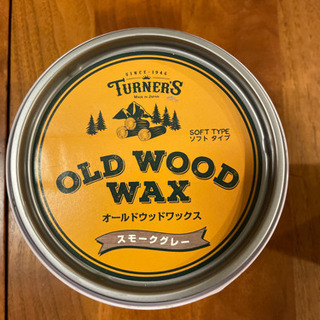 SINCE-1946
TURNER'S
MADE IN JAPAN
SOFT TYPE
ソフト タイプ
OLD WOOD
WAX
オールドウッドワックス
スモークグレー